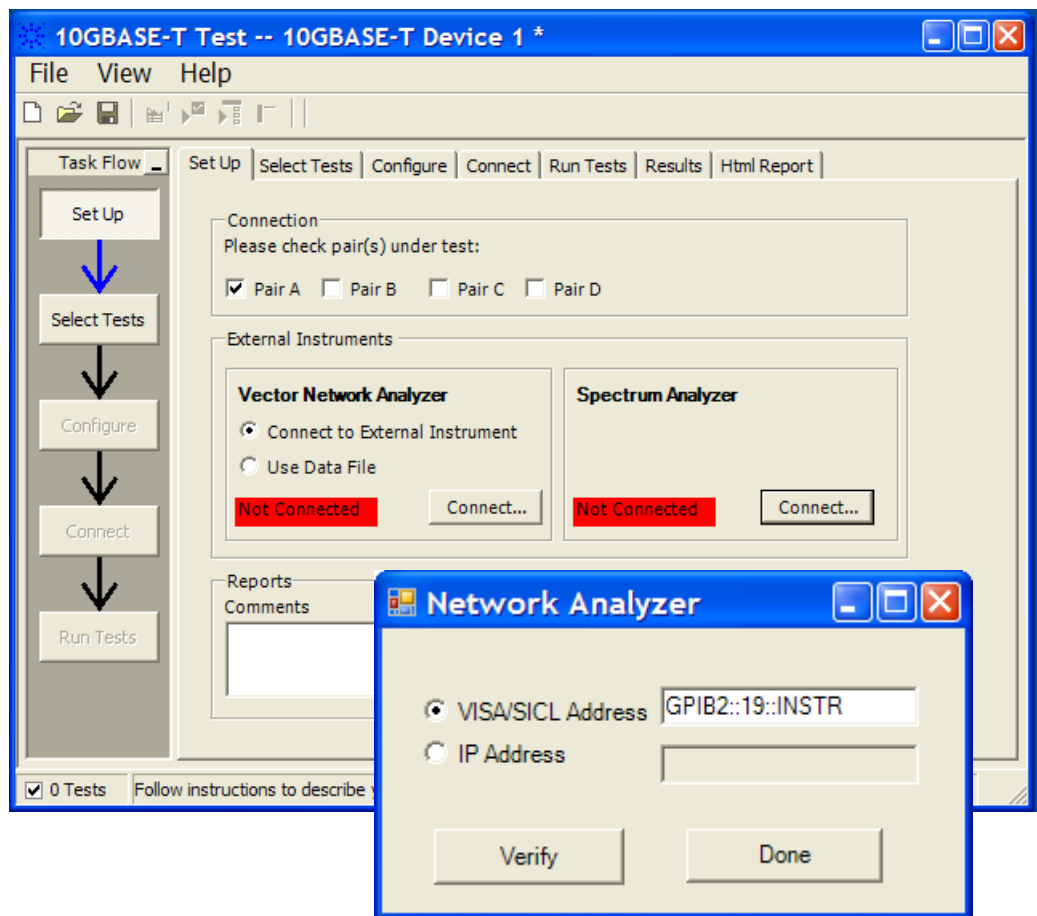 10GBASE-T Test -- 10GBASE-T Device 1 *
File View Help
Task Flow
Set Up
Select Tests
Configure
Connect
Run Tests
Set Up Select Tests Configure Connect Run Tests Results Html Report
Connection
Please check pair(s) under test:
Pair A Pair B Pair C Pair D
External Instruments
Vector Network Analyzer
Connect to External Instrument
Use Data File
Not Connected Connect...
Spectrum Analyzer
Not Connected Connect...
Reports
Comments
0 Tests Follow instructions to describe
Network Analyzer
VISA/SICL Address GPIB2::19::INSTR
IP Address
Verify Done